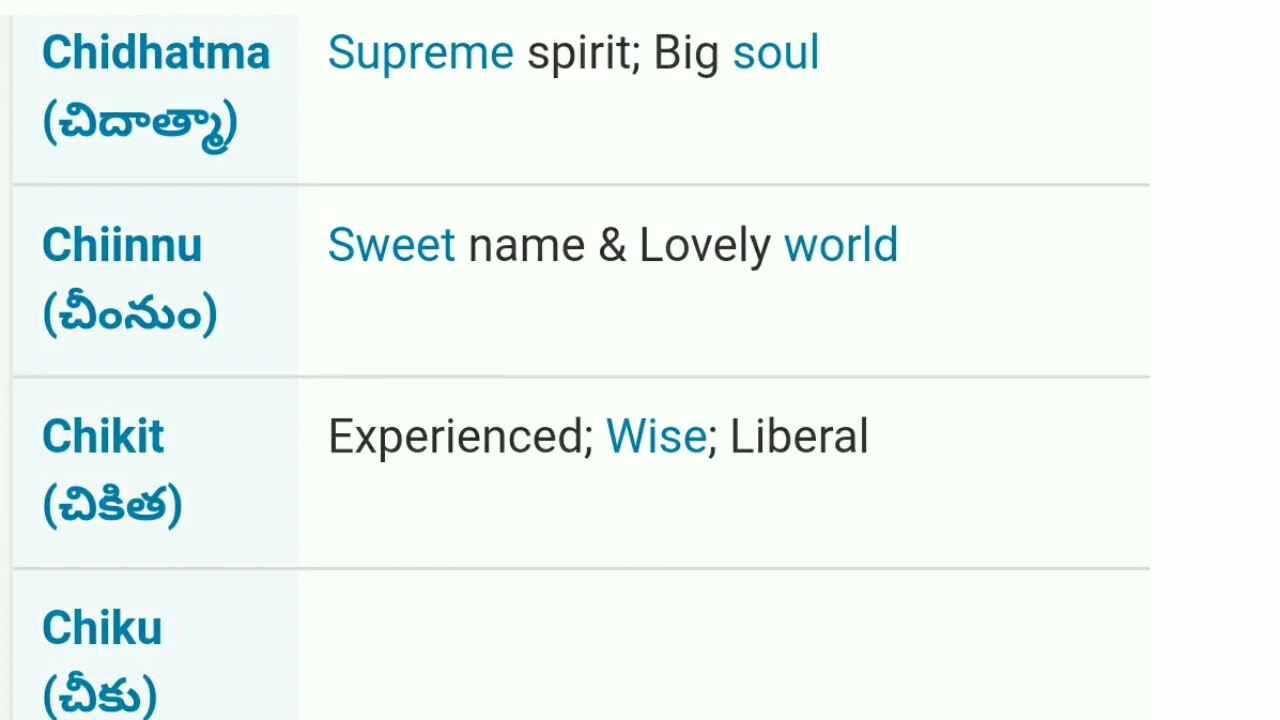 Chidhatma Supreme spirit; Big soul
(చిదాత్మా)
Chiinnu Sweet name & Lovely world
(చీంనుం)
Chikit Experienced; Wise; Liberal
(చికిత)
Chiku
(చీకు)